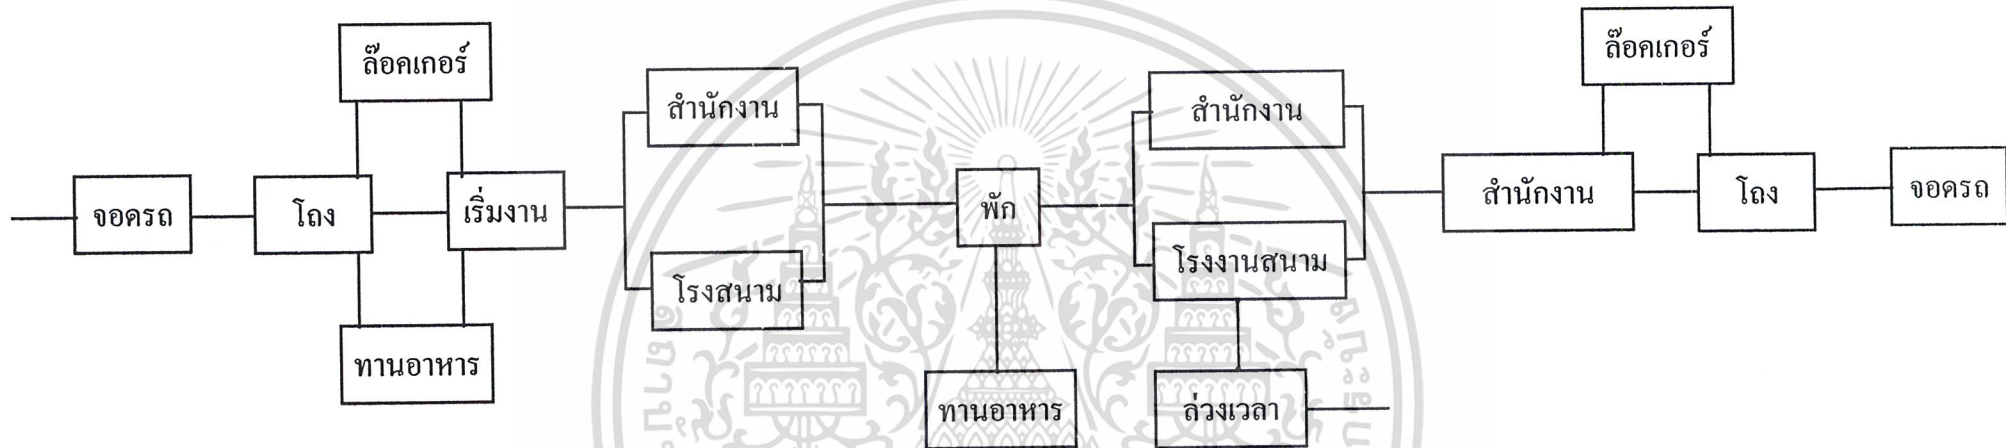 ล๊อคเกอร์
จอดรถ
โถง
เริ่มงาน
ทานอาหาร
สำนักงาน
โรงสนาม
พัก
ทานอาหาร
สำนักงาน
โรงงานสนาม
ล่วงเวลา
ล๊อคเกอร์
สำนักงาน
โถง
จอดรถ